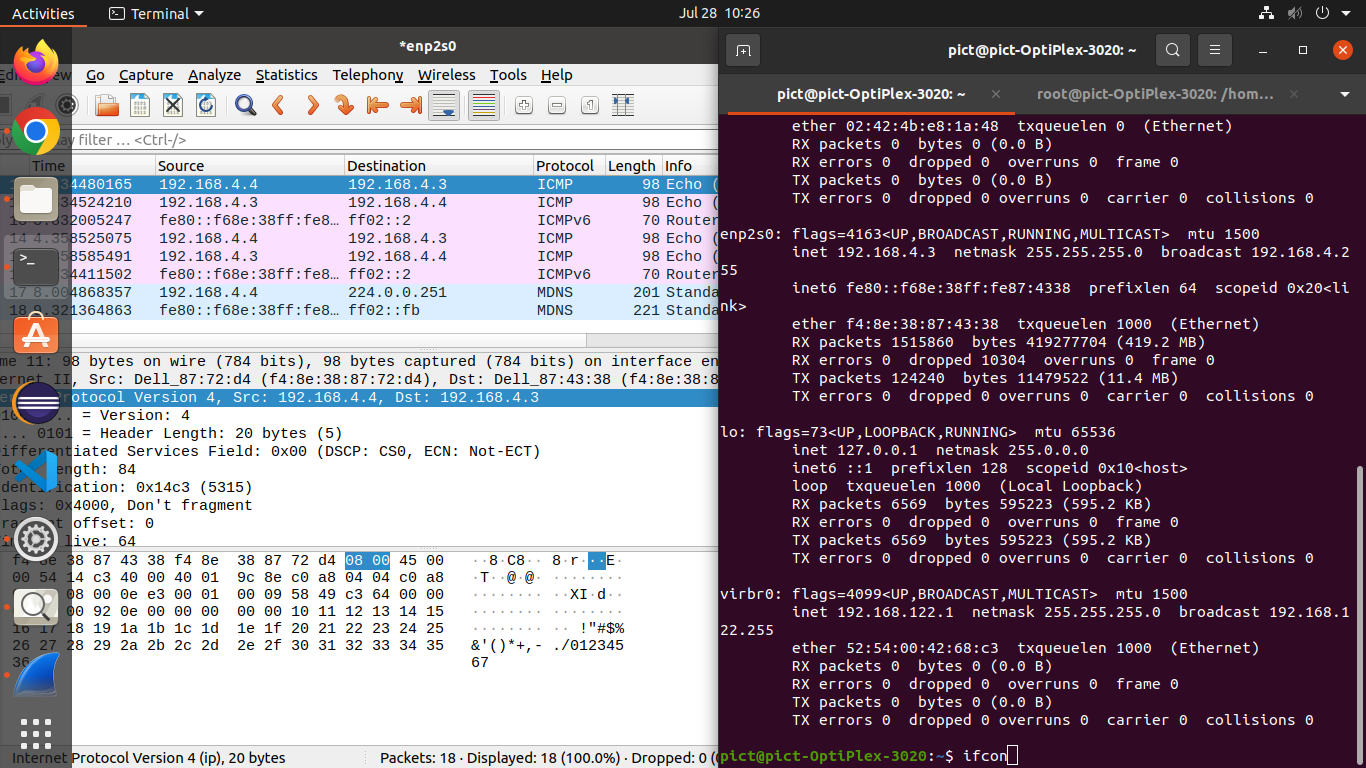 Activities
Terminal
Jul 28 10:26
*enp2s0
Go Capture Analyze Statistics Telephony Wireless Tools Help
filter … <Ctrl-/>
Time Source Destination Protocol Length Info
34480165 192.168.4.4 192.168.4.3 ICMP 98 Echo (
34524210 192.168.4.3 192.168.4.4 ICMP 98 Echo (
832005247 fe80::f68e:38ff:fe8… ff02::2 ICMPv6 70 Router
14 4.358525075 192.168.4.4 192.168.4.3 ICMP 98 Echo (
358585491 192.168.4.3 192.168.4.4 ICMP 98 Echo (
34411502 fe80::f68e:38ff:fe8… ff02::2 ICMPv6 70 Router
17 8.004868357 192.168.4.4 224.0.0.251 MDNS 201 Standa
18 9.321364863 fe80::f68e:38ff:fe8… ff02::fb MDNS 221 Standa
me 11: 98 bytes on wire (784 bits), 98 bytes captured (784 bits) on interface en
ernet II, Src: Dell_87:72:d4 (f4:8e:38:87:72:d4), Dst: Dell_87:43:38 (f4:8e:38:8
Protocol Version 4, Src: 192.168.4.4, Dst: 192.168.4.3
.. = Version: 4
... 0101 = Header Length: 20 bytes (5)
ifferentiated Services Field: 0x00 (DSCP: CS0, ECN: Not-ECT)
ot length: 84
dentification: 0x14c3 (5315)
lags: 0x4000, Don't fragment
ra offset: 0
live: 64
f4 8e 38 87 43 38 f4 8e 38 87 72 d4 08 00 45 00 ··8·C8·· 8·r···E·
00 54 14 c3 40 00 40 01 9c 8e c0 a8 04 04 c0 a8 ·T··@·@· ········
08 00 0e e3 00 01 00 09 58 49 c3 64 00 00 ········ ··XI·d··
00 00 92 0e 00 00 00 00 00 10 11 12 13 14 15 ········ ········
16 17 18 19 1a 1b 1c 1d 1e 1f 20 21 22 23 24 25 ········ ·· !"#$%
26 27 28 29 2a 2b 2c 2d 2e 2f 30 31 32 33 34 35 &'()*+,- ./012345
36 67
Internet Protocol Version 4 (ip), 20 bytes
Packets: 18 · Displayed: 18 (100.0%) · Dropped: 0 (
pict@pict-OptiPlex-3020: ~
pict@pict-OptiPlex-3020: ~ ×
root@pict-OptiPlex-3020: /hom… ×
ether 02:42:4b:e8:1a:48 txqueuelen 0 (Ethernet)
RX packets 0 bytes 0 (0.0 B)
RX errors 0 dropped 0 overruns 0 frame 0
TX packets 0 bytes 0 (0.0 B)
TX errors 0 dropped 0 overruns 0 carrier 0 collisions 0
enp2s0: flags=4163<UP,BROADCAST,RUNNING,MULTICAST> mtu 1500
inet 192.168.4.3 netmask 255.255.255.0 broadcast 192.168.4.2
55
inet6 fe80::f68e:38ff:fe87:4338 prefixlen 64 scopeid 0x20<li
nk>
ether f4:8e:38:87:43:38 txqueuelen 1000 (Ethernet)
RX packets 1515860 bytes 419277704 (419.2 MB)
RX errors 0 dropped 10304 overruns 0 frame 0
TX packets 124240 bytes 11479522 (11.4 MB)
TX errors 0 dropped 0 overruns 0 carrier 0 collisions 0
lo: flags=73<UP,LOOPBACK,RUNNING> mtu 65536
inet 127.0.0.1 netmask 255.0.0.0
inet6 ::1 prefixlen 128 scopeid 0x10<host>
loop txqueuelen 1000 (Local Loopback)
RX packets 6569 bytes 595223 (595.2 KB)
RX errors 0 dropped 0 overruns 0 frame 0
TX packets 6569 bytes 595223 (595.2 KB)
TX errors 0 dropped 0 overruns 0 carrier 0 collisions 0
virbr0: flags=4099<UP,BROADCAST,MULTICAST> mtu 1500
inet 192.168.122.1 netmask 255.255.255.0 broadcast 192.168.1
22.255
ether 52:54:00:42:68:c3 txqueuelen 1000 (Ethernet)
RX packets 0 bytes 0 (0.0 B)
RX errors 0 dropped 0 overruns 0 frame 0
TX packets 0 bytes 0 (0.0 B)
TX errors 0 dropped 0 overruns 0 carrier 0 collisions 0
pict@pict-OptiPlex-3020:~$ ifcon